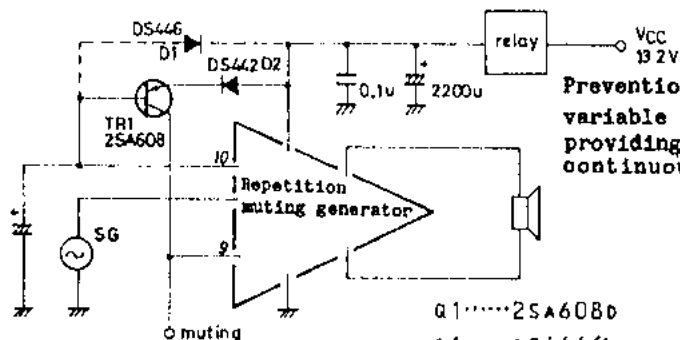 DS446
D1
DS442 D2
relay
VCC
13.2V
0.1u
2200u
Preventio
variable
providing
continuou
TR1
2SA608
10
Repetition
muting generator
SG
9
muting
Q1......2SA608D